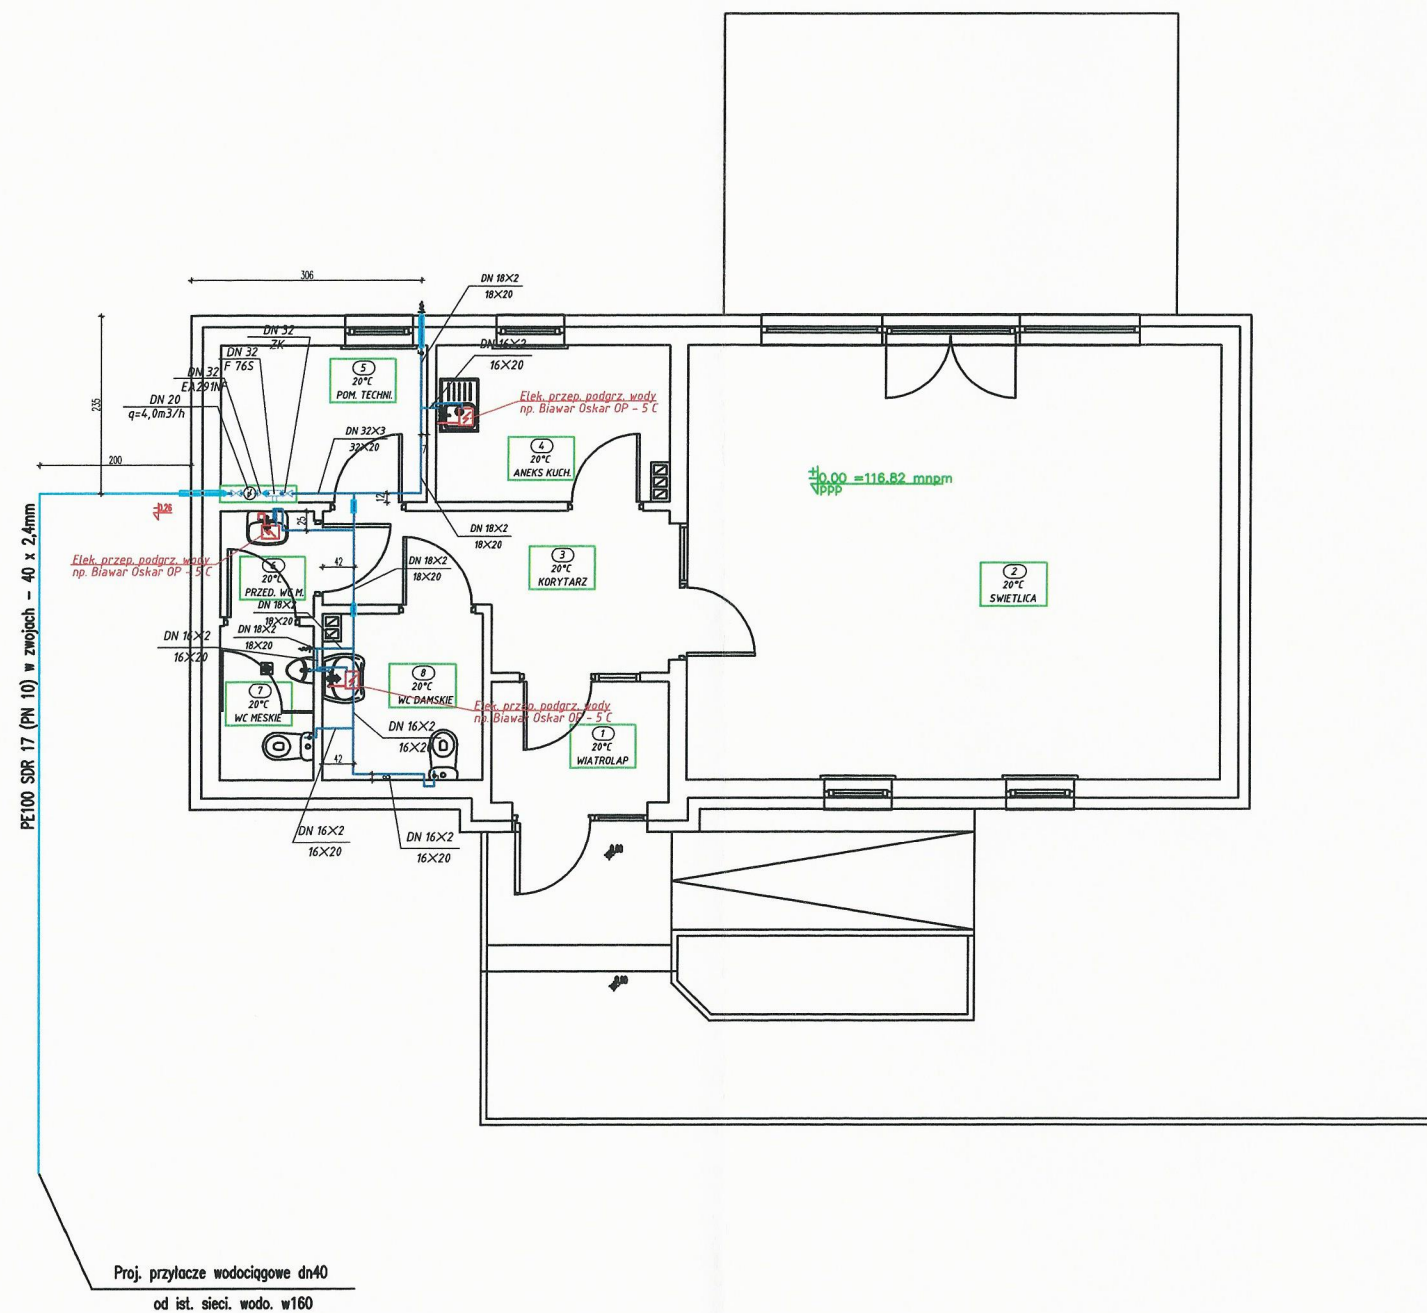 306
DN 18X2
18X20
DN 32
ZK
DN 32
F 76S
DN 32
EA291NF
DN 20
q=4,0m3/h
235
200
DN 16X2
16X20
5
20°C
POM. TECHNI.
DN 32X3
32X20
7
12
Elek. przep. podgrz. wody
np. Biawar Oskar OP - 5 C
4
20°C
ANEKS KUCH.
±0.00 =116.82 mnpm
ppp
25
DN 18X2
18X20
Elek. przep. podgrz. wody
np. Biawar Oskar OP - 5 C
6
20°C
PRZED. WC M.
42
DN 18X2
18X20
3
20°C
KORYTARZ
2
20°C
SWIETLICA
DN 18X2
18X20
DN 18X2
18X20
DN 16X2
16X20
7
20°C
WC MESKIE
8
20°C
WC DAMSKIE
Elek. przep. podgrz. wody
np. Biawar Oskar OP - 5 C
1
20°C
WIATROLAP
DN 16X2
16X20
42
8
DN 16X2
16X20
DN 16X2
16X20
PE100 SDR 17 (PN 10) w zwojach - 40 x 2,4mm
Proj. przyłacze wodociągowe dn40
od ist. sieci. wodo. w160